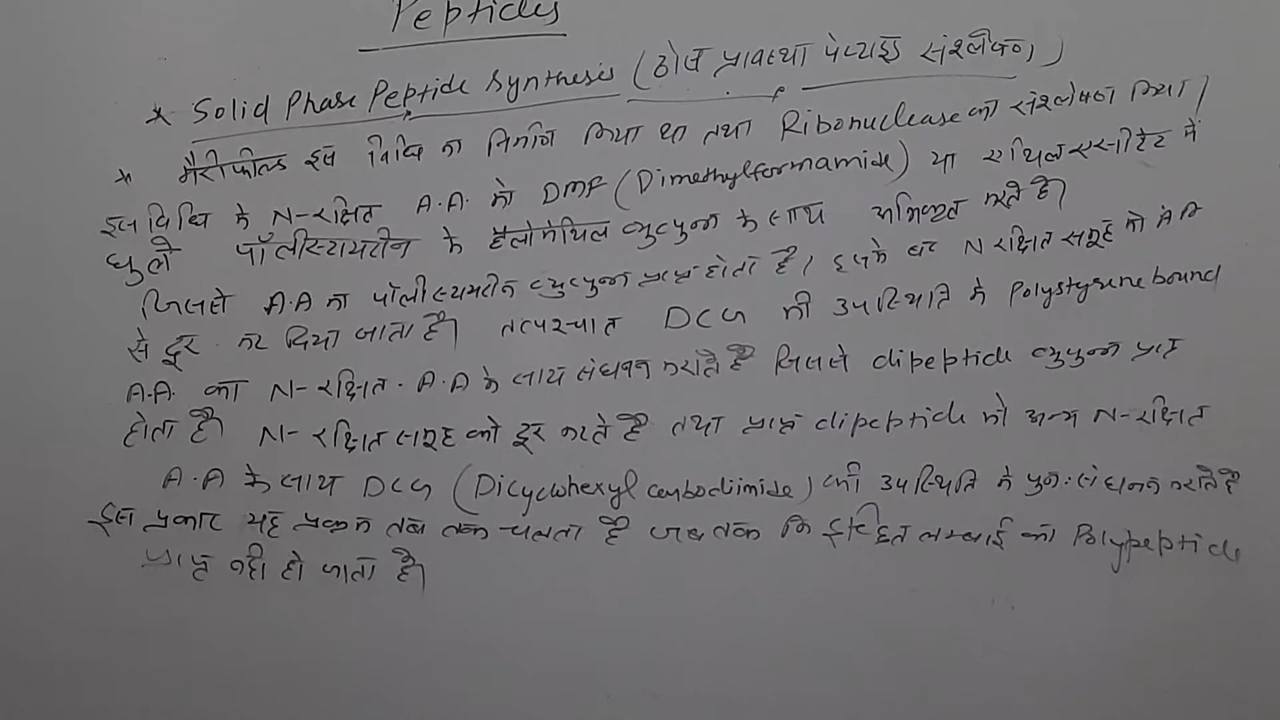 Peptides
* Solid Phase Peptide Synthesis (ठोस प्रावस्था पेप्टाइड संश्लेषण)
* मैरीफील्ड इस विधि का निर्माण किया था तथा Ribonuclease का संश्लेषण किया।
इस विधि मे N-रक्षित A.A. को DMF (Dimethylformamide) या एथिल एसीटेट मे
घुले पॉलीस्टायरीन के हैलोमेथिल व्युत्पन्न के साथ अभिकृत करते है।
जिससे A.A का पॉलीस्टायरीन व्युत्पन्न प्राप्त होता है। इसके बाद N रक्षित समूह को A.A
से दूर कर दिया जाता है। तत्पश्चात DCC की उपस्थिति मे Polystyrene bound
A.A. का N-रक्षित A.A के साथ संघनन कराते है जिससे dipeptide व्युत्पन्न प्राप्त
होता है। N-रक्षित समूह को दूर करते है तथा प्राप्त dipeptide को अन्य N-रक्षित
A.A के साथ DCC (Dicyclohexyl carbodiimide) की उपस्थिति मे पुनः संघनन कराते है
इस प्रकार यह प्रक्रम तब तक चलता है जब तक कि इच्छित लम्बाई का Polypeptide
प्राप्त नही हो जाता है।